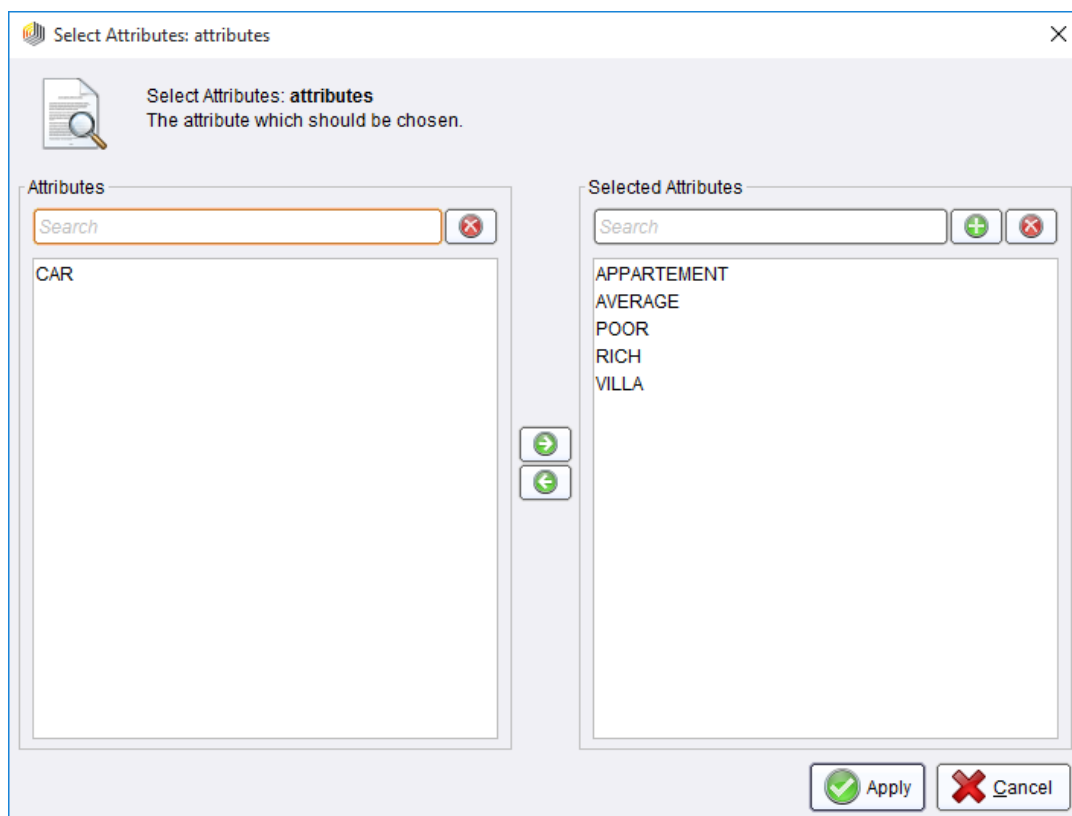 Select Attributes: attributes
Select Attributes: attributes
The attribute which should be chosen.
Attributes
Search
CAR
Selected Attributes
Search
APPARTEMENT
AVERAGE
POOR
RICH
VILLA
Apply
Cancel